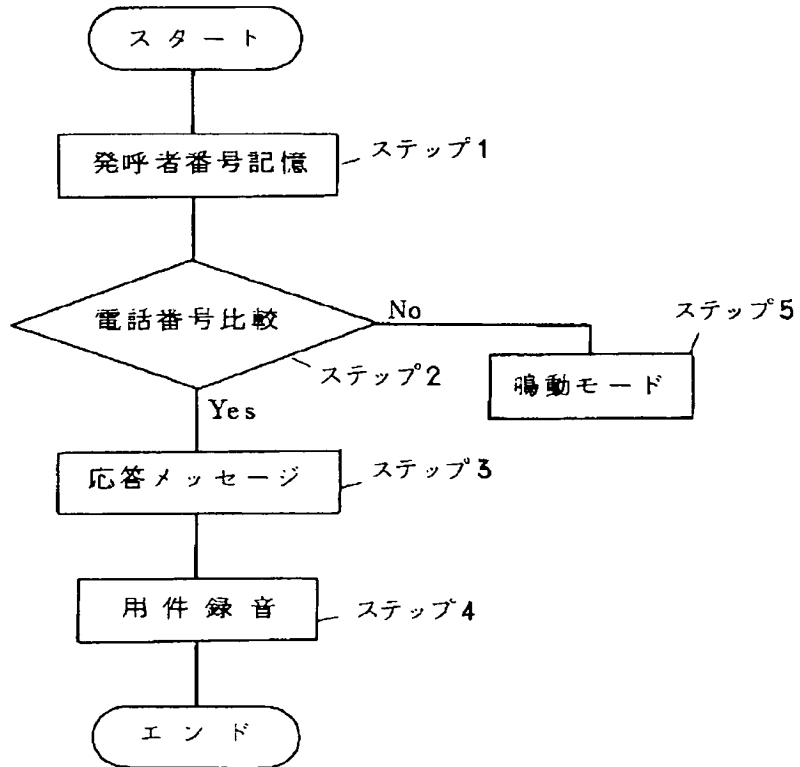 スタート
発呼者番号記憶
ステップ1
電話番号比較
No
ステップ5
ステップ2
鳴動モード
Yes
応答メッセージ
ステップ3
用件録音
ステップ4
エンド